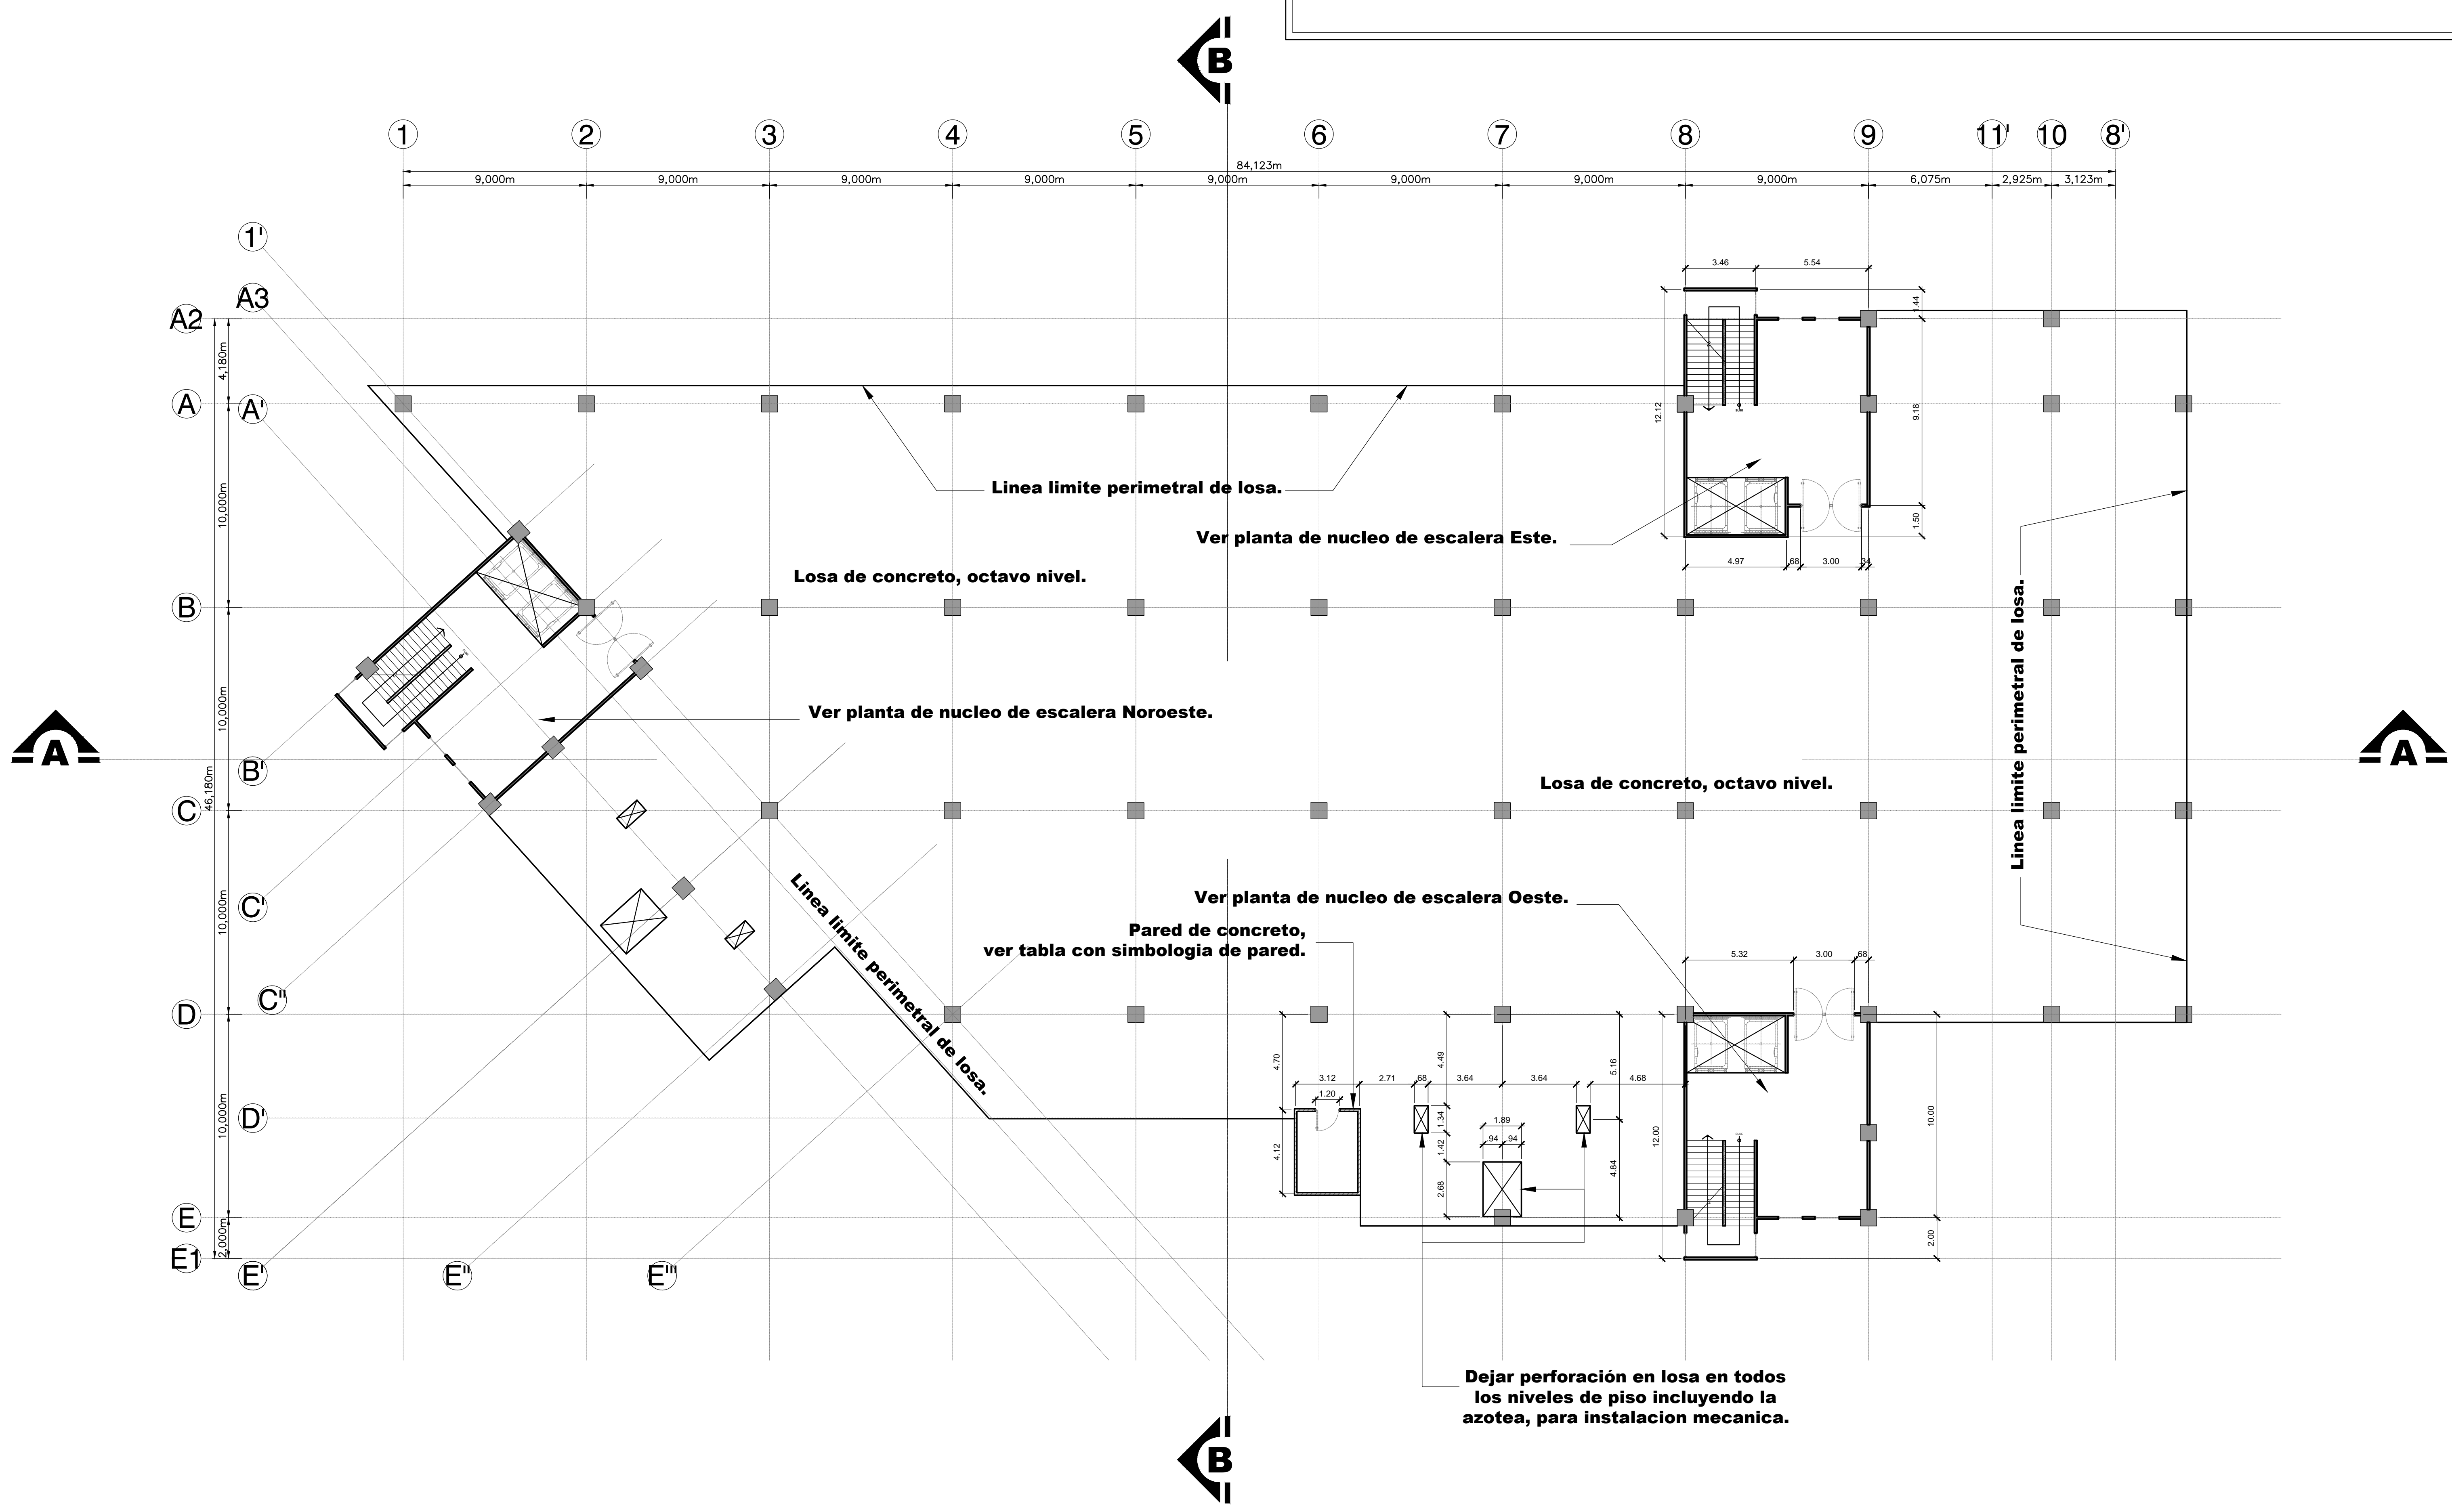 B
1 2 3 4 5 6 7 8 9 11' 10 8'
84,123m
9,000m 9,000m 9,000m 9,000m 9,000m 9,000m 9,000m 9,000m 6,075m 2,925m 3,123m
1'
A3
A2
A
A'
4,180m
10,000m
B
10,000m
46,180m
B'
C
10,000m
C'
C"
D
10,000m
D'
E
2,000m
E1
E' E" E"'
3.46 5.54
1.44
12.12
9.18
1.50
4.97 .68 3.00 .34
Linea limite perimetral de losa.
Ver planta de nucleo de escalera Este.
Losa de concreto, octavo nivel.
Ver planta de nucleo de escalera Noroeste.
A
A
Losa de concreto, octavo nivel.
Linea limite perimetral de losa.
Linea limite perimetral de losa.
Ver planta de nucleo de escalera Oeste.
Pared de concreto,
ver tabla con simbologia de pared.
5.32 3.00 .68
4.70
4.49
5.16
3.12 2.71 .68 3.64 3.64 4.68
1.20
1.34
1.89
.94 .94
1.42
4.12
2.68
4.84
12.00
10.00
2.00
Dejar perforación en losa en todos
los niveles de piso incluyendo la
azotea, para instalacion mecanica.
B